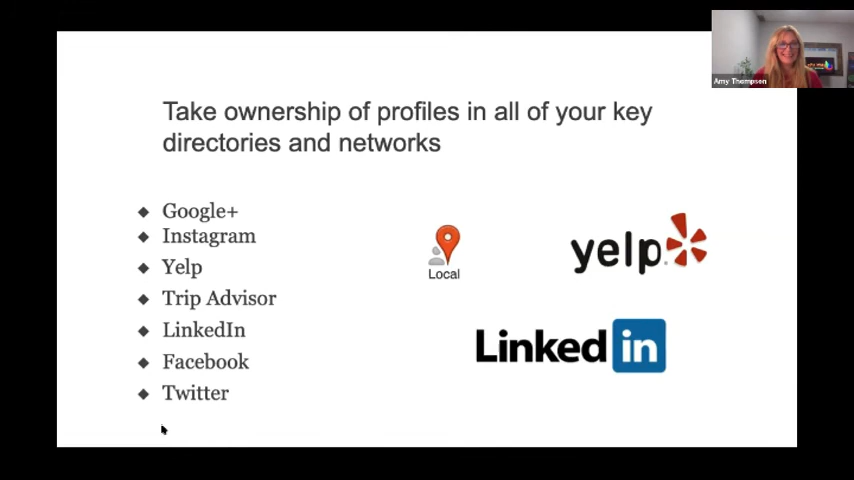 Amy Thompson
Take ownership of profiles in all of your key
directories and networks
Google+
Instagram
Yelp
Trip Advisor
LinkedIn
Facebook
Twitter
Local
yelp
Linked in